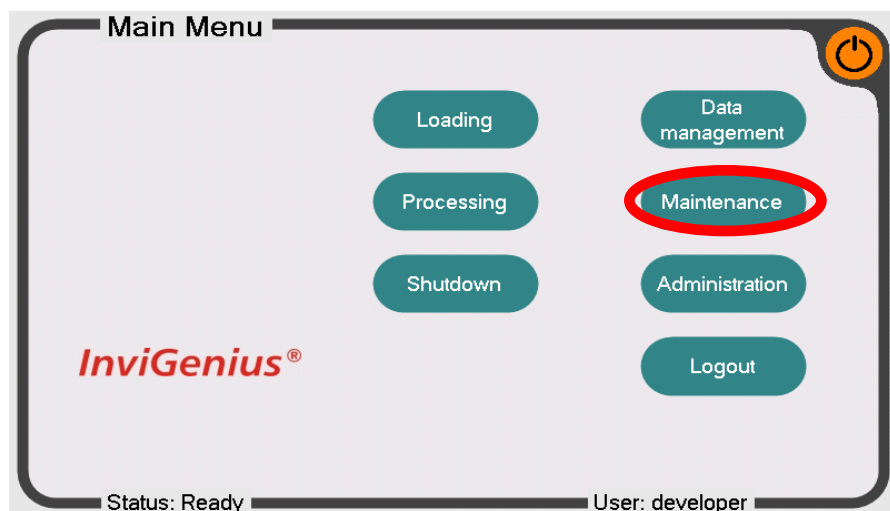 Main Menu
Loading
Data
management
Processing
Maintenance
Shutdown
Administration
InviGenius®
Logout
Status: Ready
User: developer